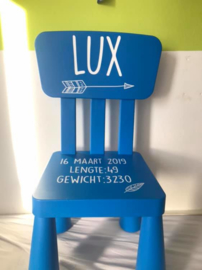 LUX
16 MAART 2019
LENGTE:49
GEWICHT:3230